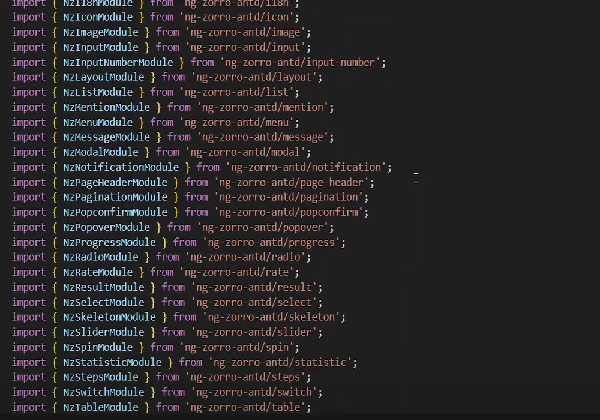 import { NzI18nModule } from 'ng-zorro-antd/i18n';
import { NzIconModule } from 'ng-zorro-antd/icon';
import { NzImageModule } from 'ng-zorro-antd/image';
import { NzInputModule } from 'ng-zorro-antd/input';
import { NzInputNumberModule } from 'ng-zorro-antd/input-number';
import { NzLayoutModule } from 'ng-zorro-antd/layout';
import { NzListModule } from 'ng-zorro-antd/list';
import { NzMentionModule } from 'ng-zorro-antd/mention';
import { NzMenuModule } from 'ng-zorro-antd/menu';
import { NzMessageModule } from 'ng-zorro-antd/message';
import { NzModalModule } from 'ng-zorro-antd/modal';
import { NzNotificationModule } from 'ng-zorro-antd/notification';
import { NzPageHeaderModule } from 'ng-zorro-antd/page-header';
import { NzPaginationModule } from 'ng-zorro-antd/pagination';
import { NzPopconfirmModule } from 'ng-zorro-antd/popconfirm';
import { NzPopoverModule } from 'ng-zorro-antd/popover';
import { NzProgressModule } from 'ng-zorro-antd/progress';
import { NzRadioModule } from 'ng-zorro-antd/radio';
import { NzRateModule } from 'ng-zorro-antd/rate';
import { NzResultModule } from 'ng-zorro-antd/result';
import { NzSelectModule } from 'ng-zorro-antd/select';
import { NzSkeletonModule } from 'ng-zorro-antd/skeleton';
import { NzSliderModule } from 'ng-zorro-antd/slider';
import { NzSpinModule } from 'ng-zorro-antd/spin';
import { NzStatisticModule } from 'ng-zorro-antd/statistic';
import { NzStepsModule } from 'ng-zorro-antd/steps';
import { NzSwitchModule } from 'ng-zorro-antd/switch';
import { NzTableModule } from 'ng-zorro-antd/table';